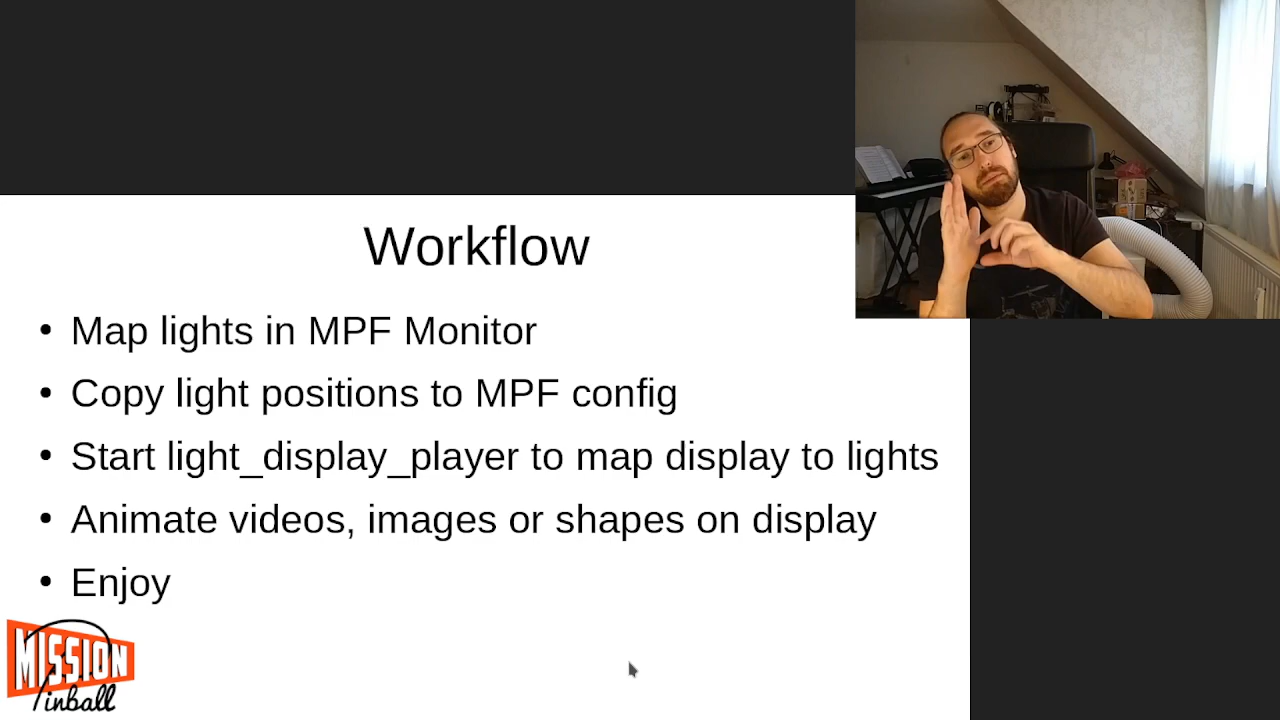 Workflow
• Map lights in MPF Monitor
• Copy light positions to MPF config
• Start light_display_player to map display to lights
• Animate videos, images or shapes on display
• Enjoy
MISSION
Pinball